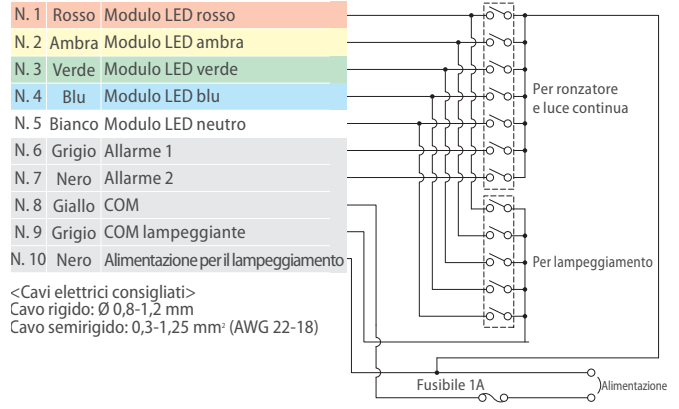 N. 1 Rosso Modulo LED rosso
N. 2 Ambra Modulo LED ambra
N. 3 Verde Modulo LED verde
N. 4 Blu Modulo LED blu
N. 5 Bianco Modulo LED neutro
N. 6 Grigio Allarme 1
N. 7 Nero Allarme 2
N. 8 Giallo COM
N. 9 Grigio COM lampeggiante
N. 10 Nero Alimentazione per il lampeggiamento
<Cavi elettrici consigliati>
Cavo rigido: Ø 0,8-1,2 mm
Cavo semirigido: 0,3-1,25 mm² (AWG 22-18)
Per ronzatore
e luce continua
Per lampeggiamento
Fusibile 1A
Alimentazione